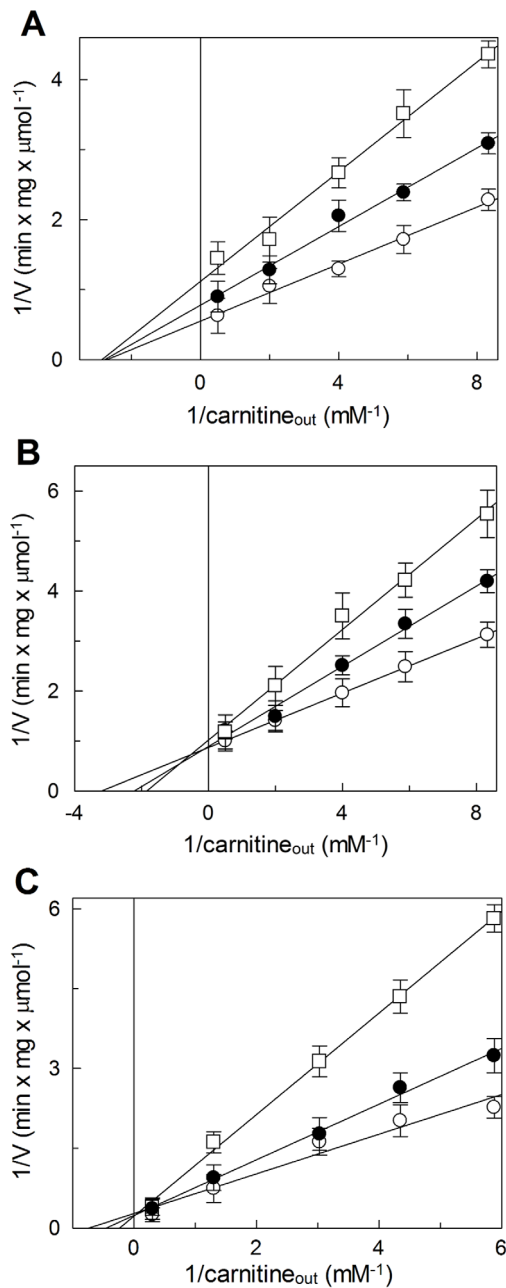 A
4
2
0
1/V (min x mg x µmol⁻¹)
0 4 8
1/carnitineout (mM⁻¹)
B
6
4
2
0
1/V (min x mg x µmol⁻¹)
-4 0 4 8
1/carnitineout (mM⁻¹)
C
6
3
0
1/V (min x mg x µmol⁻¹)
0 2 4 6
1/carnitineout (mM⁻¹)